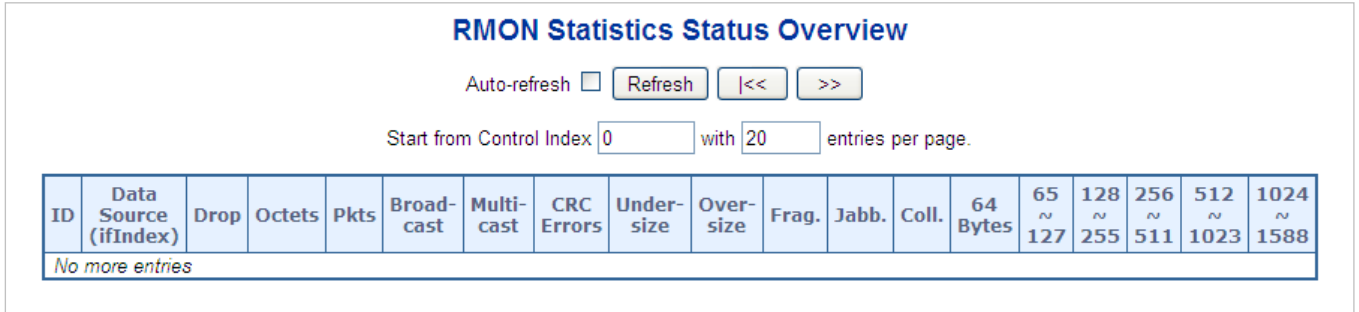 RMON Statistics Status Overview
Auto-refresh Refresh |<< >>
Start from Control Index 0 with 20 entries per page.
ID Data Source (ifIndex) Drop Octets Pkts Broad-cast Multi-cast CRC Errors Under-size Over-size Frag. Jabb. Coll. 64 Bytes 65 ~ 127 128 ~ 255 256 ~ 511 512 ~ 1023 1024 ~ 1588
No more entries